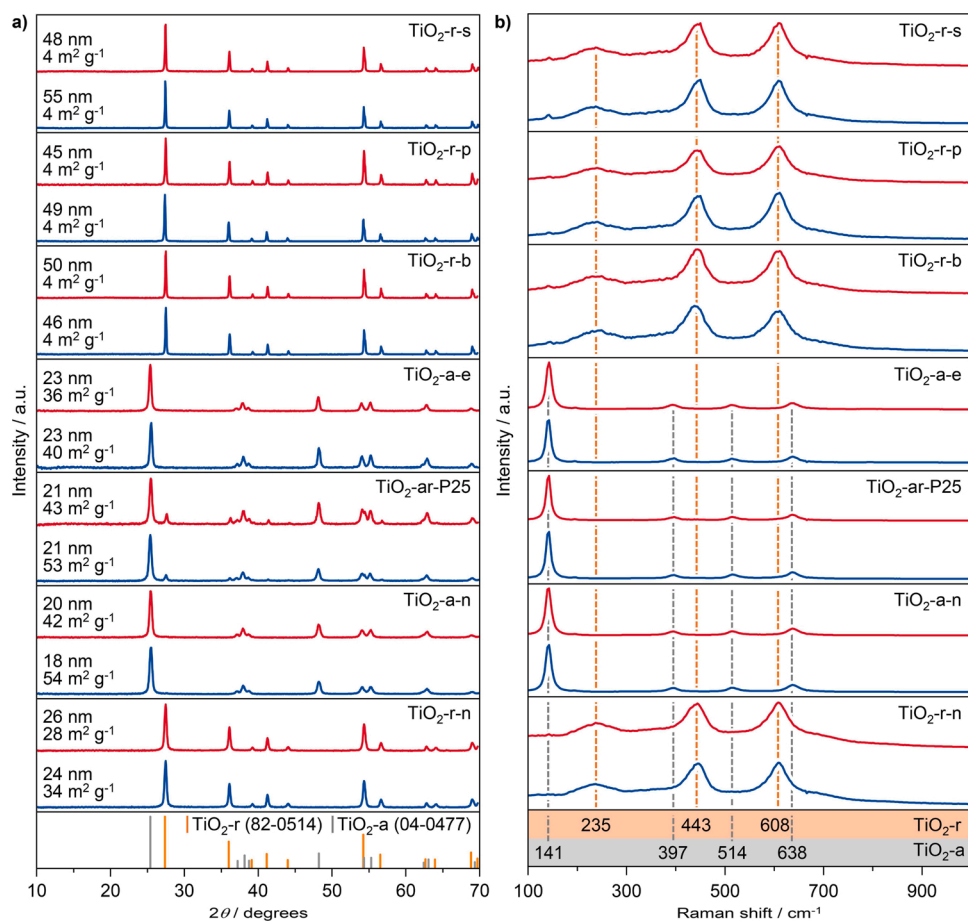 a)
TiO2-r-s
48 nm
4 m2 g-1
55 nm
4 m2 g-1
TiO2-r-p
45 nm
4 m2 g-1
49 nm
4 m2 g-1
TiO2-r-b
50 nm
4 m2 g-1
46 nm
4 m2 g-1
TiO2-a-e
23 nm
36 m2 g-1
23 nm
40 m2 g-1
TiO2-ar-P25
21 nm
43 m2 g-1
21 nm
53 m2 g-1
TiO2-a-n
20 nm
42 m2 g-1
18 nm
54 m2 g-1
TiO2-r-n
26 nm
28 m2 g-1
24 nm
34 m2 g-1
TiO2-r (82-0514) TiO2-a (04-0477)
Intensity / a.u.
10 20 30 40 50 60 70
2θ / degrees
b)
TiO2-r-s
TiO2-r-p
TiO2-r-b
TiO2-a-e
TiO2-ar-P25
TiO2-a-n
TiO2-r-n
235 443 608 TiO2-r
141 397 514 638 TiO2-a
Intensity / a.u.
100 300 500 700 900
Raman shift / cm-1